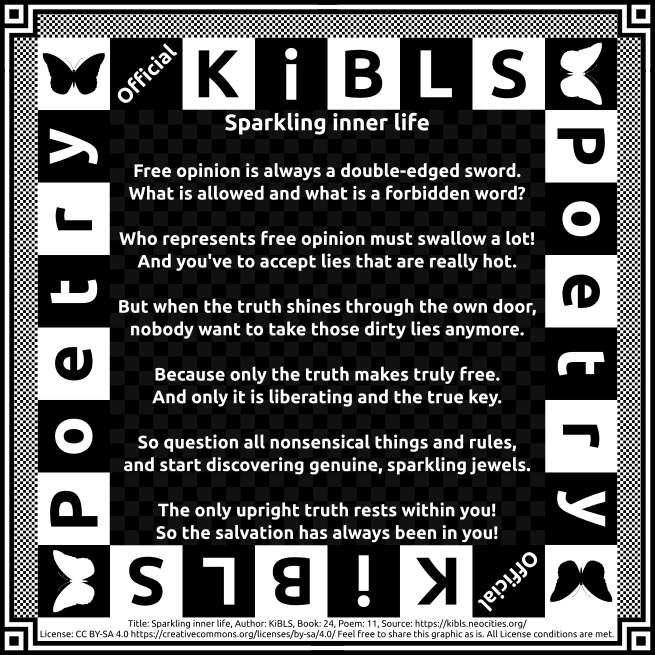 Official KiBLS
Poetry
Poetry
Sparkling inner life
Free opinion is always a double-edged sword.
What is allowed and what is a forbidden word?
Who represents free opinion must swallow a lot!
And you've to accept lies that are really hot.
But when the truth shines through the own door,
nobody want to take those dirty lies anymore.
Because only the truth makes truly free.
And only it is liberating and the true key.
So question all nonsensical things and rules,
and start discovering genuine, sparkling jewels.
The only upright truth rests within you!
So the salvation has always been in you!
Official KiBLS
Title: Sparkling inner life, Author: KiBLS, Book: 24, Poem: 11, Source: https://kibls.neocities.org/
License: CC BY-SA 4.0 https://creativecommons.org/licenses/by-sa/4.0/ Feel free to share this graphic as is. All License conditions are met.